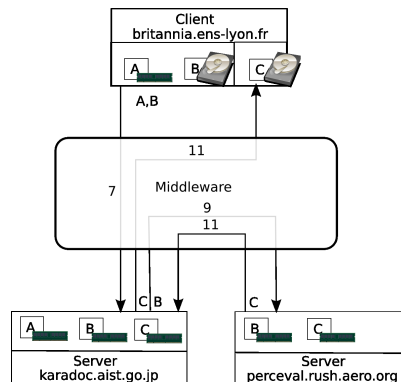 Client
britannia.ens-lyon.fr
A
B
C
A,B
11
7
Middleware
9
11
C B
C
A
B
C
B
C
Server
karadoc.aist.go.jp
Server
perceval.rush.aero.org